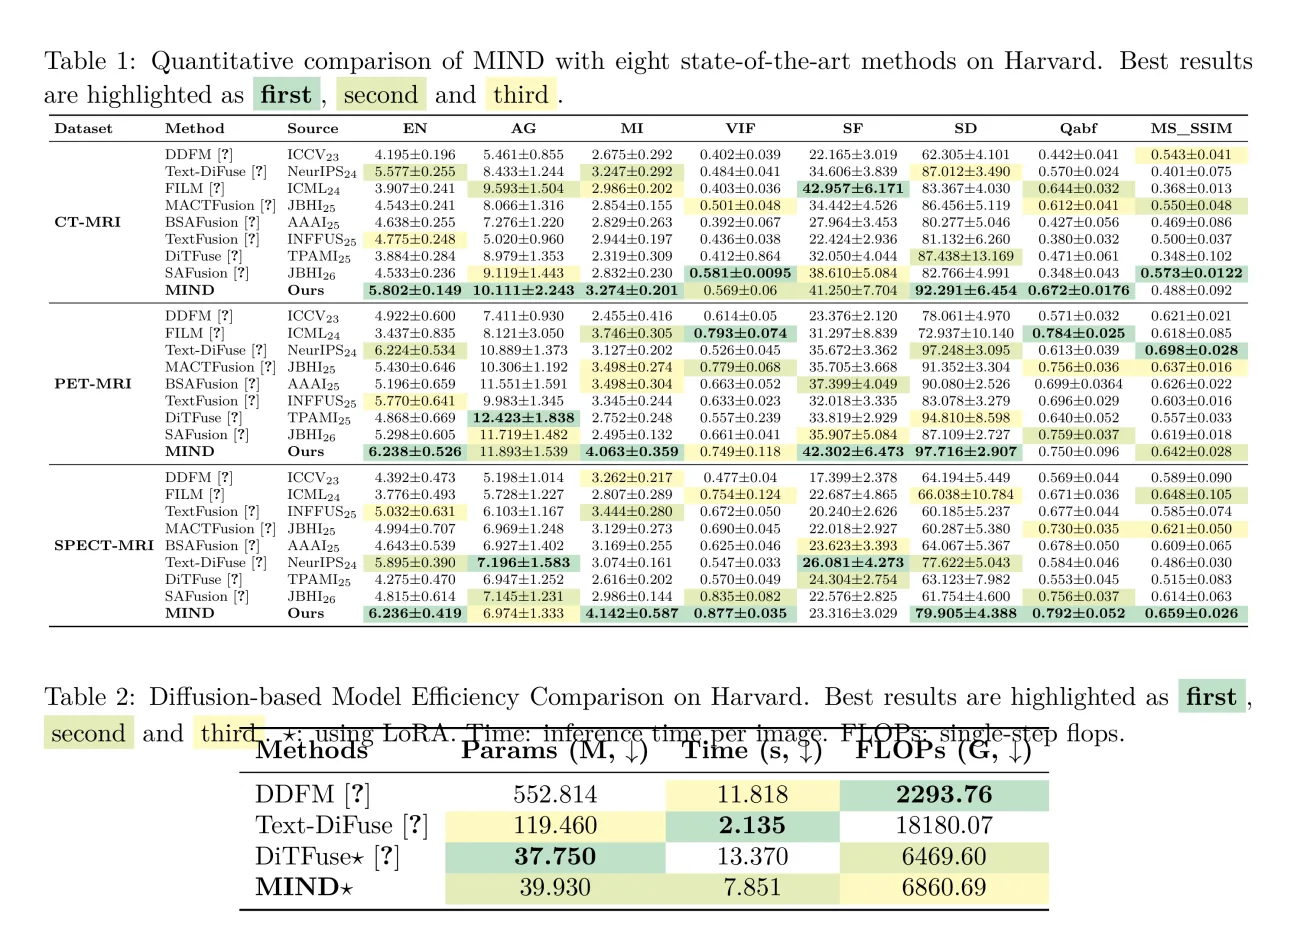 Table 1: Quantitative comparison of MIND with eight state-of-the-art methods on Harvard. Best results
are highlighted as first , second and third .
Dataset Method Source EN AG MI VIF SF SD Qabf MS_SSIM
DDFM [?] ICCV23 4.195±0.196 5.461±0.855 2.675±0.292 0.402±0.039 22.165±3.019 62.305±4.101 0.442±0.041 0.543±0.041
Text-DiFuse [?] NeurIPS24 5.577±0.255 8.433±1.244 3.247±0.292 0.484±0.041 34.606±3.839 87.012±3.490 0.570±0.024 0.401±0.075
FILM [?] ICML24 3.907±0.241 9.593±1.504 2.986±0.202 0.403±0.036 42.957±6.171 83.367±4.030 0.644±0.032 0.368±0.013
MACTFusion [?] JBHI25 4.543±0.241 8.066±1.316 2.854±0.155 0.501±0.048 34.442±4.526 86.456±5.119 0.612±0.041 0.550±0.048
CT-MRI BSAFusion [?] AAAI25 4.638±0.255 7.276±1.220 2.829±0.263 0.392±0.067 27.964±3.453 80.277±5.046 0.427±0.056 0.469±0.086
TextFusion [?] INFFUS25 4.775±0.248 5.020±0.960 2.944±0.197 0.436±0.038 22.424±2.936 81.132±6.260 0.380±0.032 0.500±0.037
DiTFuse [?] TPAMI25 3.884±0.284 8.979±1.353 2.319±0.309 0.412±0.864 32.050±4.044 87.438±13.169 0.471±0.061 0.348±0.102
SAFusion [?] JBHI26 4.533±0.236 9.119±1.443 2.832±0.230 0.581±0.0095 38.610±5.084 82.766±4.991 0.348±0.043 0.573±0.0122
MIND Ours 5.802±0.149 10.111±2.243 3.274±0.201 0.569±0.06 41.250±7.704 92.291±6.454 0.672±0.0176 0.488±0.092
DDFM [?] ICCV23 4.922±0.600 7.411±0.930 2.455±0.416 0.614±0.05 23.376±2.120 78.061±4.970 0.571±0.032 0.621±0.021
FILM [?] ICML24 3.437±0.835 8.121±3.050 3.746±0.305 0.793±0.074 31.297±8.839 72.937±10.140 0.784±0.025 0.618±0.085
Text-DiFuse [?] NeurIPS24 6.224±0.534 10.889±1.373 3.127±0.202 0.526±0.045 35.672±3.362 97.248±3.095 0.613±0.039 0.698±0.028
MACTFusion [?] JBHI25 5.430±0.646 10.306±1.192 3.498±0.274 0.779±0.068 35.705±3.668 91.352±3.304 0.756±0.036 0.637±0.016
PET-MRI BSAFusion [?] AAAI25 5.196±0.659 11.551±1.591 3.498±0.304 0.663±0.052 37.399±4.049 90.080±2.526 0.699±0.0364 0.626±0.022
TextFusion [?] INFFUS25 5.770±0.641 9.983±1.345 3.345±0.244 0.633±0.023 32.018±3.335 83.078±3.279 0.696±0.029 0.603±0.016
DiTFuse [?] TPAMI25 4.868±0.669 12.423±1.838 2.752±0.248 0.557±0.239 33.819±2.929 94.810±8.598 0.640±0.052 0.557±0.033
SAFusion [?] JBHI26 5.298±0.605 11.719±1.482 2.495±0.132 0.661±0.041 35.907±5.084 87.109±2.727 0.759±0.037 0.619±0.018
MIND Ours 6.238±0.526 11.893±1.539 4.063±0.359 0.749±0.118 42.302±6.473 97.716±2.907 0.750±0.096 0.642±0.028
DDFM [?] ICCV23 4.392±0.473 5.198±1.014 3.262±0.217 0.477±0.04 17.399±2.378 64.194±5.449 0.569±0.044 0.589±0.090
FILM [?] ICML24 3.776±0.493 5.728±1.227 2.807±0.289 0.754±0.124 22.687±4.865 66.038±10.784 0.671±0.036 0.648±0.105
TextFusion [?] INFFUS25 5.032±0.631 6.103±1.167 3.444±0.280 0.672±0.050 20.240±2.626 60.185±5.237 0.677±0.044 0.585±0.074
MACTFusion [?] JBHI25 4.994±0.707 6.969±1.248 3.129±0.273 0.690±0.045 22.018±2.927 60.287±5.380 0.730±0.035 0.621±0.050
SPECT-MRI BSAFusion [?] AAAI25 4.643±0.539 6.927±1.402 3.169±0.255 0.625±0.046 23.623±3.393 64.067±5.367 0.678±0.050 0.609±0.065
Text-DiFuse [?] NeurIPS24 5.895±0.390 7.196±1.583 3.074±0.161 0.547±0.033 26.081±4.273 77.622±5.043 0.584±0.046 0.486±0.030
DiTFuse [?] TPAMI25 4.275±0.470 6.947±1.252 2.616±0.202 0.570±0.049 24.304±2.754 63.123±7.982 0.553±0.045 0.515±0.083
SAFusion [?] JBHI26 4.815±0.614 7.145±1.231 2.986±0.144 0.835±0.082 22.576±2.825 61.754±4.600 0.756±0.037 0.614±0.063
MIND Ours 6.236±0.419 6.974±1.333 4.142±0.587 0.877±0.035 23.316±3.029 79.905±4.388 0.792±0.052 0.659±0.026
Table 2: Diffusion-based Model Efficiency Comparison on Harvard. Best results are highlighted as first ,
second and third . ⋆: using LoRA. Time: inference time per image. FLOPs: single-step flops.
Methods Params (M, ↓) Time (s, ↓) FLOPs (G, ↓)
DDFM [?] 552.814 11.818 2293.76
Text-DiFuse [?] 119.460 2.135 18180.07
DiTFuse⋆ [?] 37.750 13.370 6469.60
MIND⋆ 39.930 7.851 6860.69